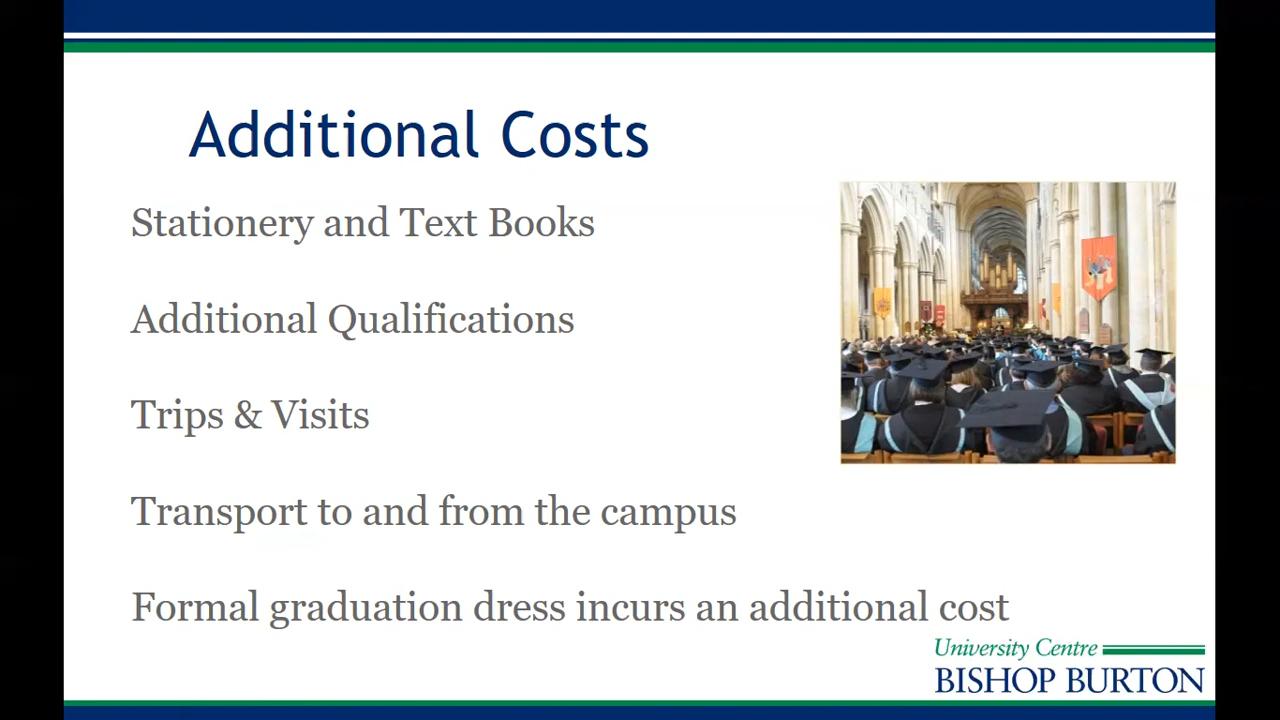 Additional Costs
Stationery and Text Books
Additional Qualifications
Trips & Visits
Transport to and from the campus
Formal graduation dress incurs an additional cost
University Centre
BISHOP BURTON